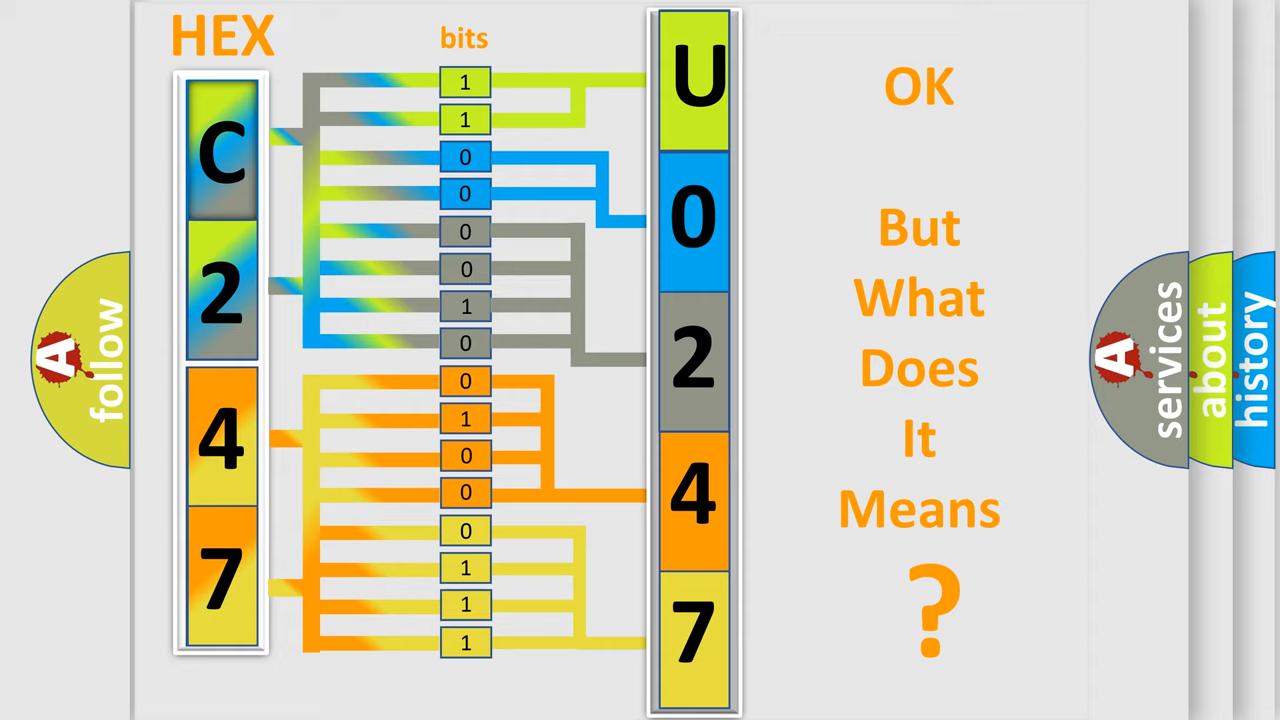 HEX
bits
C
2
4
7
1
1
0
0
0
0
1
0
0
1
0
0
0
1
1
1
U
0
2
4
7
OK
But
What
Does
It
Means
?
A
follow
A
services
about
history